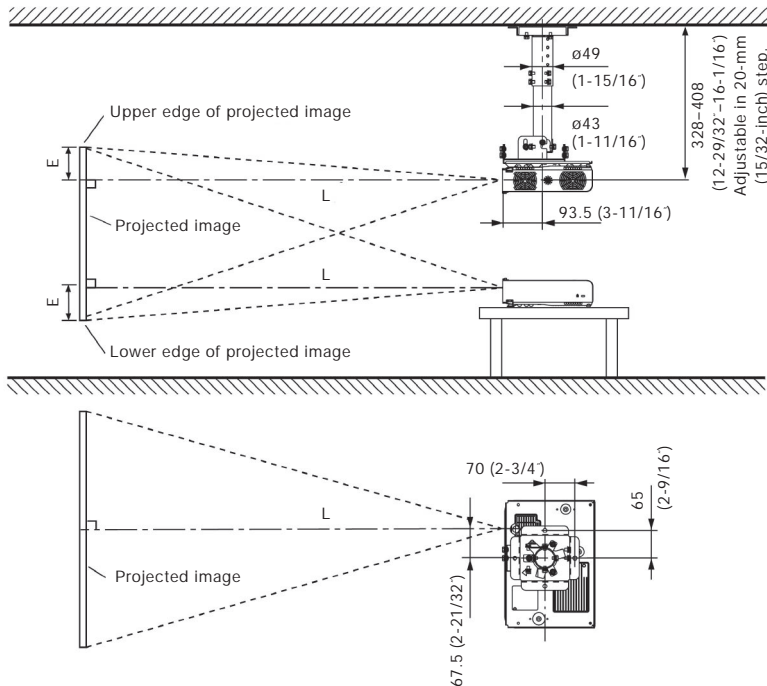 ø49
(1-15/16˝)
Upper edge of projected image
ø43
(1-11/16˝)
328–408
(12-29/32˝–16-1/16˝)
Adjustable in 20-mm
(15/32-inch) step.
E
L
93.5 (3-11/16˝)
Projected image
L
E
Lower edge of projected image
70 (2-3/4˝)
65
(2-9/16˝)
L
Projected image
67.5 (2-21/32˝)